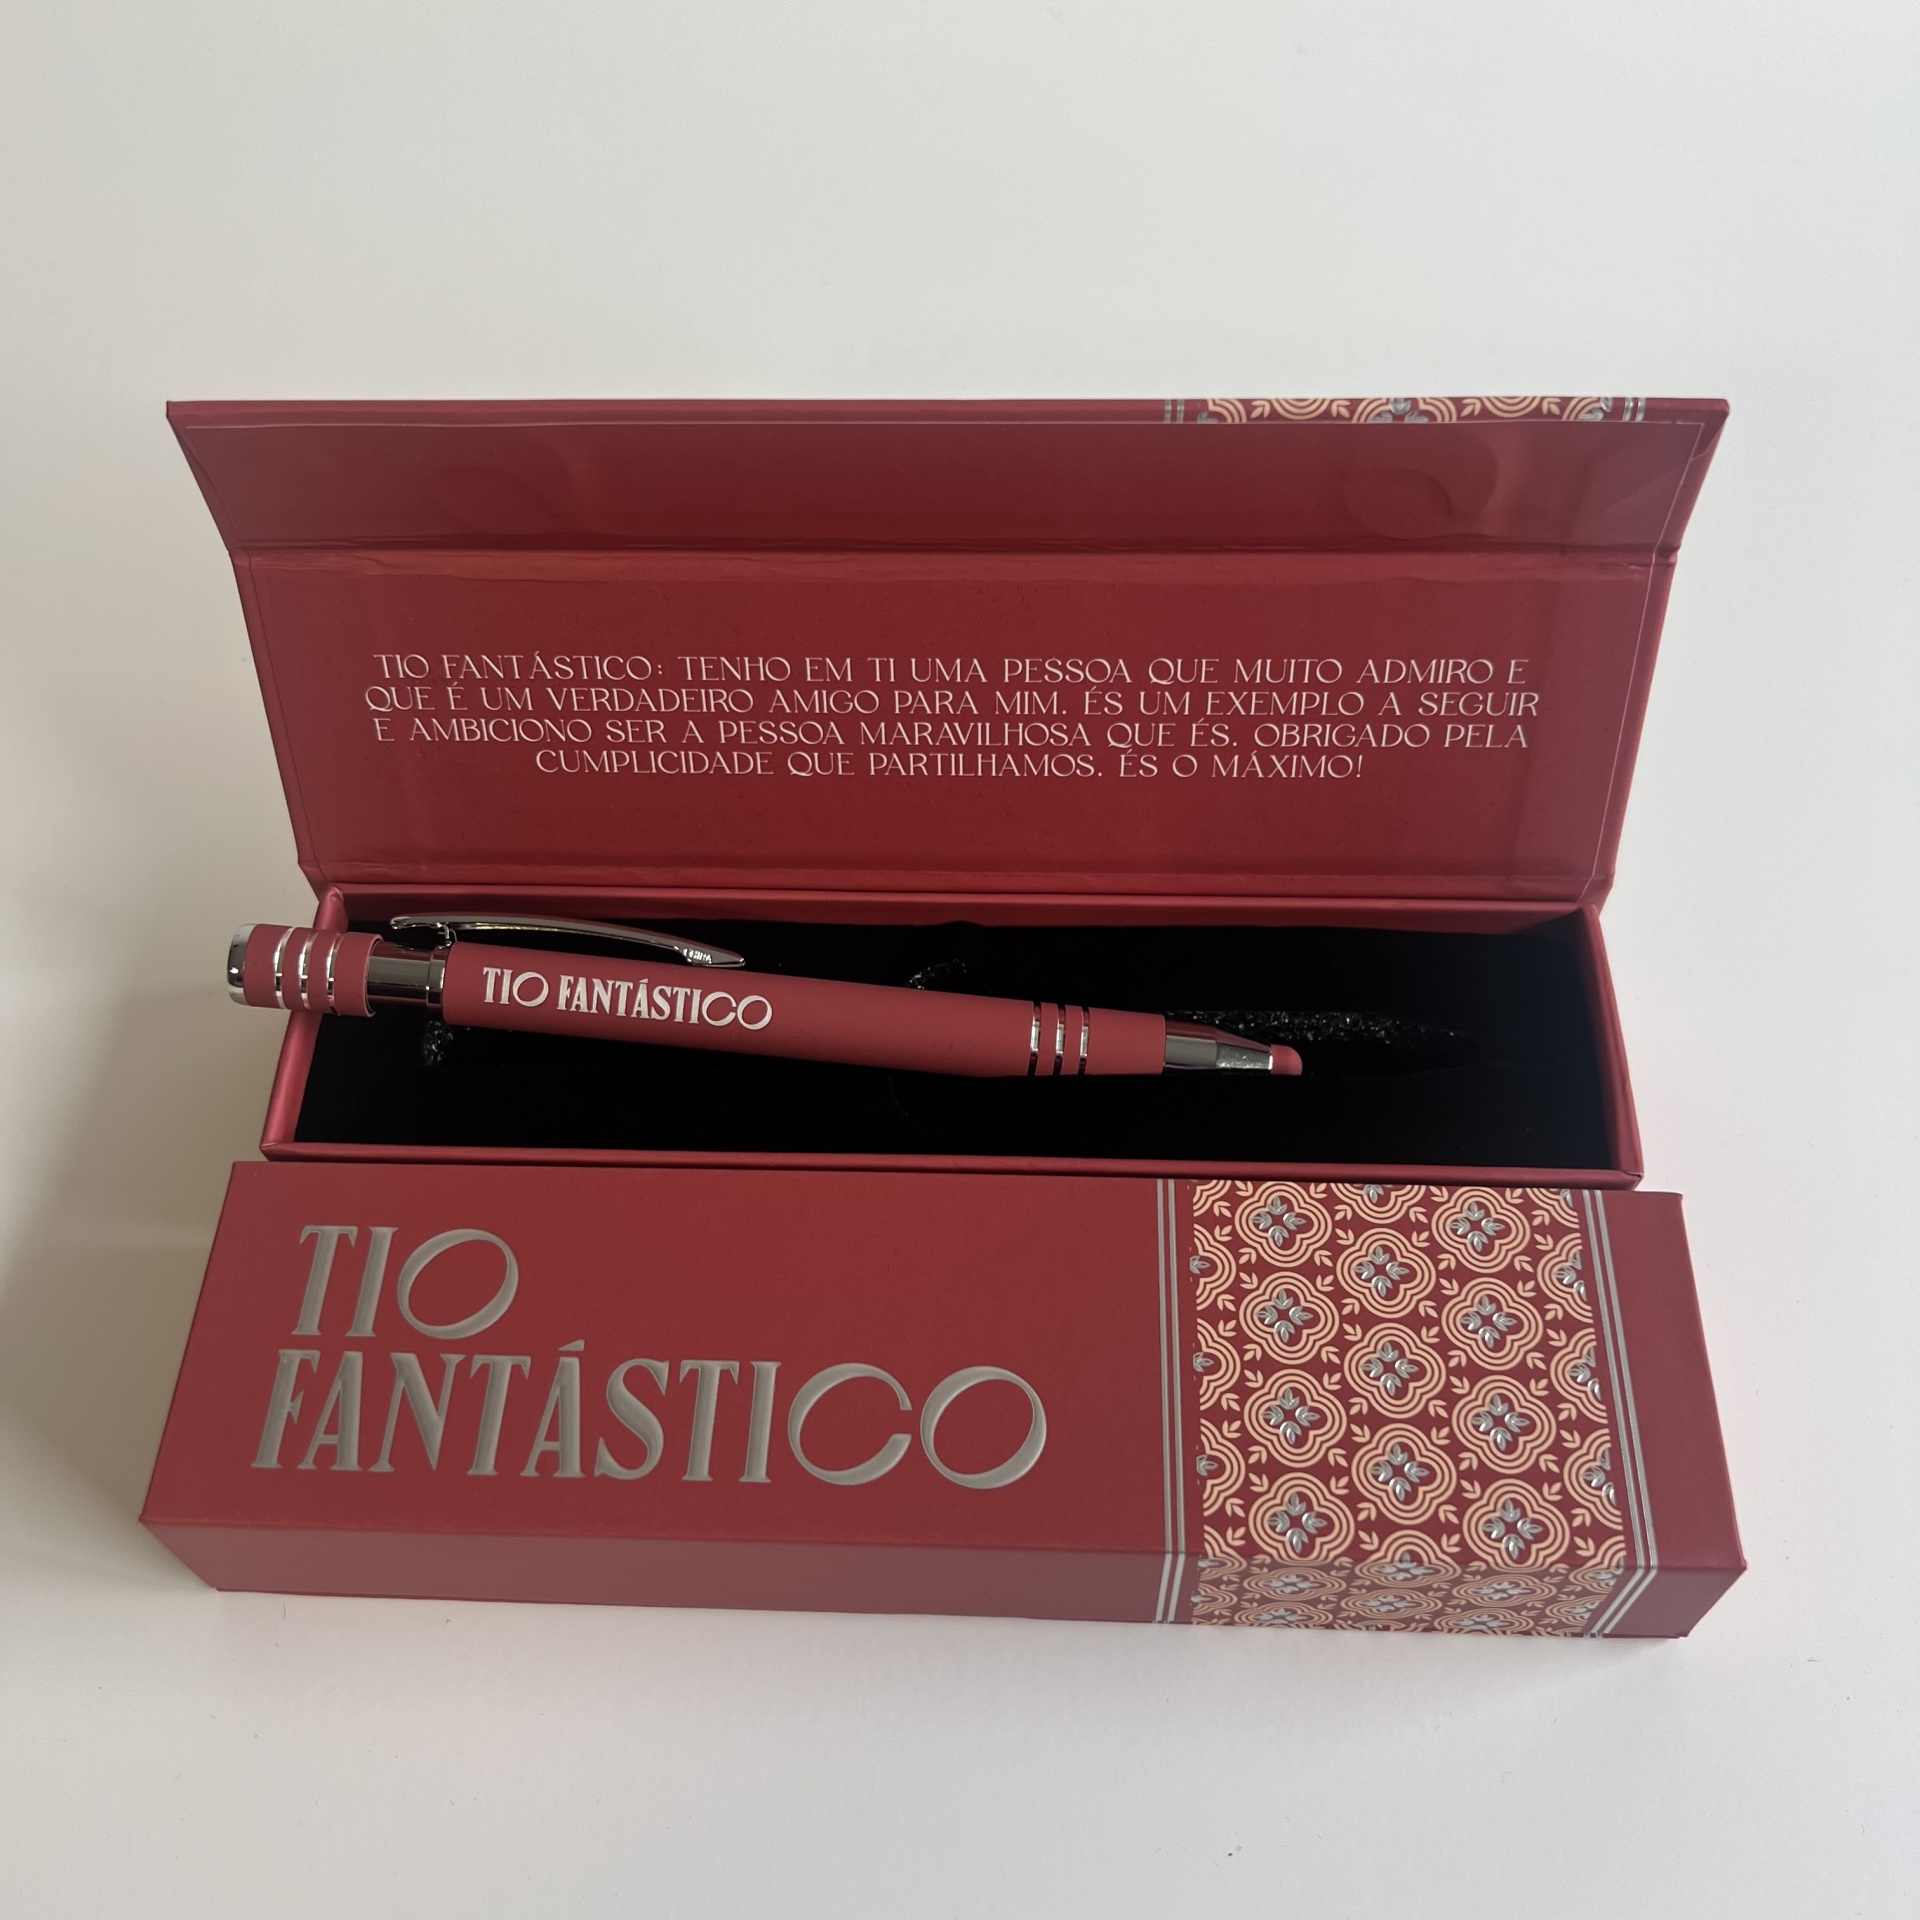 TIO FANTÁSTICO: TENHO EM TI UMA PESSOA QUE MUITO ADMIRO E
QUE É UM VERDADEIRO AMIGO PARA MIM. ÉS UM EXEMPLO A SEGUIR
E AMBICIONO SER A PESSOA MARAVILHOSA QUE ÉS. OBRIGADO PELA
CUMPLICIDADE QUE PARTILHAMOS. ÉS O MÁXIMO!
CHINA
TIO FANTÁSTICO
TIO
FANTÁSTICO